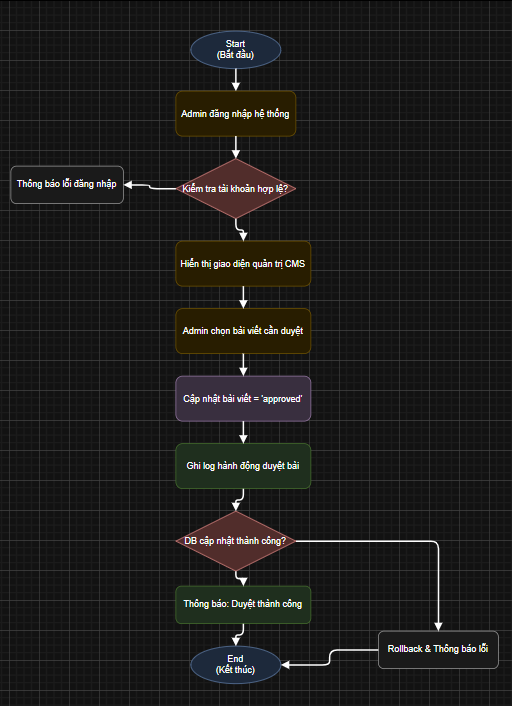 Start
(Bắt đầu)
Admin đăng nhập hệ thống
Kiểm tra tài khoản hợp lệ?
Thông báo lỗi đăng nhập
Hiển thị giao diện quản trị CMS
Admin chọn bài viết cần duyệt
Cập nhật bài viết = 'approved'
Ghi log hành động duyệt bài
DB cập nhật thành công?
Thông báo: Duyệt thành công
Rollback & Thông báo lỗi
End
(Kết thúc)